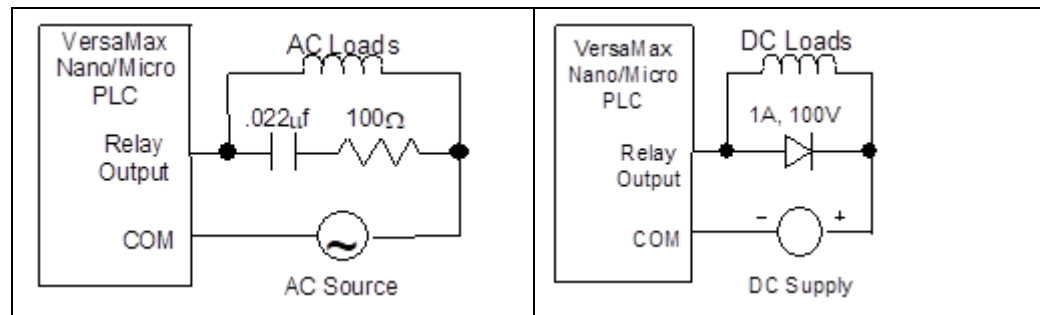 VersaMax
Nano/Micro
PLC
AC Loads
.022uf
100Ω
Relay
Output
COM
~
AC Source
VersaMax
Nano/Micro
PLC
DC Loads
1A, 100V
Relay
Output
COM
- +
DC Supply